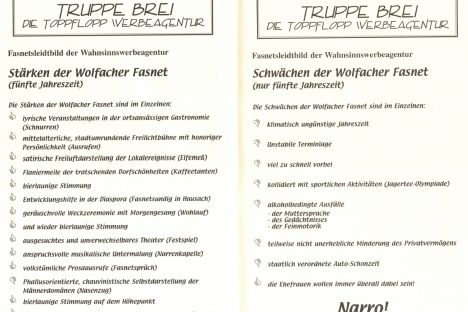 TRUPPE BREI
DIE TOPPFLOPP WERBEAGENTUR
Fasnetsleidtbild der Wahnsinnswerbeagentur
Stärken der Wolfacher Fasnet
(fünfte Jahreszeit)
Die Stärken der Wolfacher Fasnet sind im Einzelnen:
lyrische Veranstaltungen in der ortsansässigen Gastronomie
(Schnurren)
mittelalterliche, stadtumrundende Freilichtbühne mit honoriger
Persönlichkeit (Ausrufen)
satirische Freiluftdarstellung der Lokalereignisse (Elfemeß)
Flaniermeile der tratschenden Dorfschönheiten (Kaffeetanten)
bierlaunige Stimmung
Entwicklungshilfe in der Diaspora (Fasnetsundig in Hausach)
geräuschvolle Weckzeremonie mit Morgengesang (Wohlauf)
und wieder bierlaunige Stimmung
ausgesuchtes und unverwechselbares Theater (Festspiel)
anspruchsvolle musikalische Untermalung (Narrenkapelle)
volkstümliche Prosaausrufe (Fasnetsprüch)
Phallusorientierte, chauvinistische Selbstdarstellung der
Männerdomänen (Nasenzug)
bierlaunige Stimmung auf dem Höhepunkt
TRUPPE BREI
DIE TOPPFLOPP WERBEAGENTUR
Fasnetsleidtbild der Wahnsinnswerbeagentur
Schwächen der Wolfacher Fasnet
(nur fünfte Jahreszeit)
Die Schwächen der Wolfacher Fasnet sind im Einzelnen:
klimatisch ungünstige Jahreszeit
Unstabile Terminlage
viel zu schnell vorbei
kollidiert mit sportlichen Aktivitäten (Jagertec-Olympiade)
alkoholbedingte Ausfälle
- der Muttersprache
- des Gedächtnisses
- der Feinmotorik
teilweise nicht unerhebliche Minderung des Privatvermögens
staatlich verordnete Auto-Schonzeit
die Ehefrauen wollen immer überall dabei sein!
Narro!